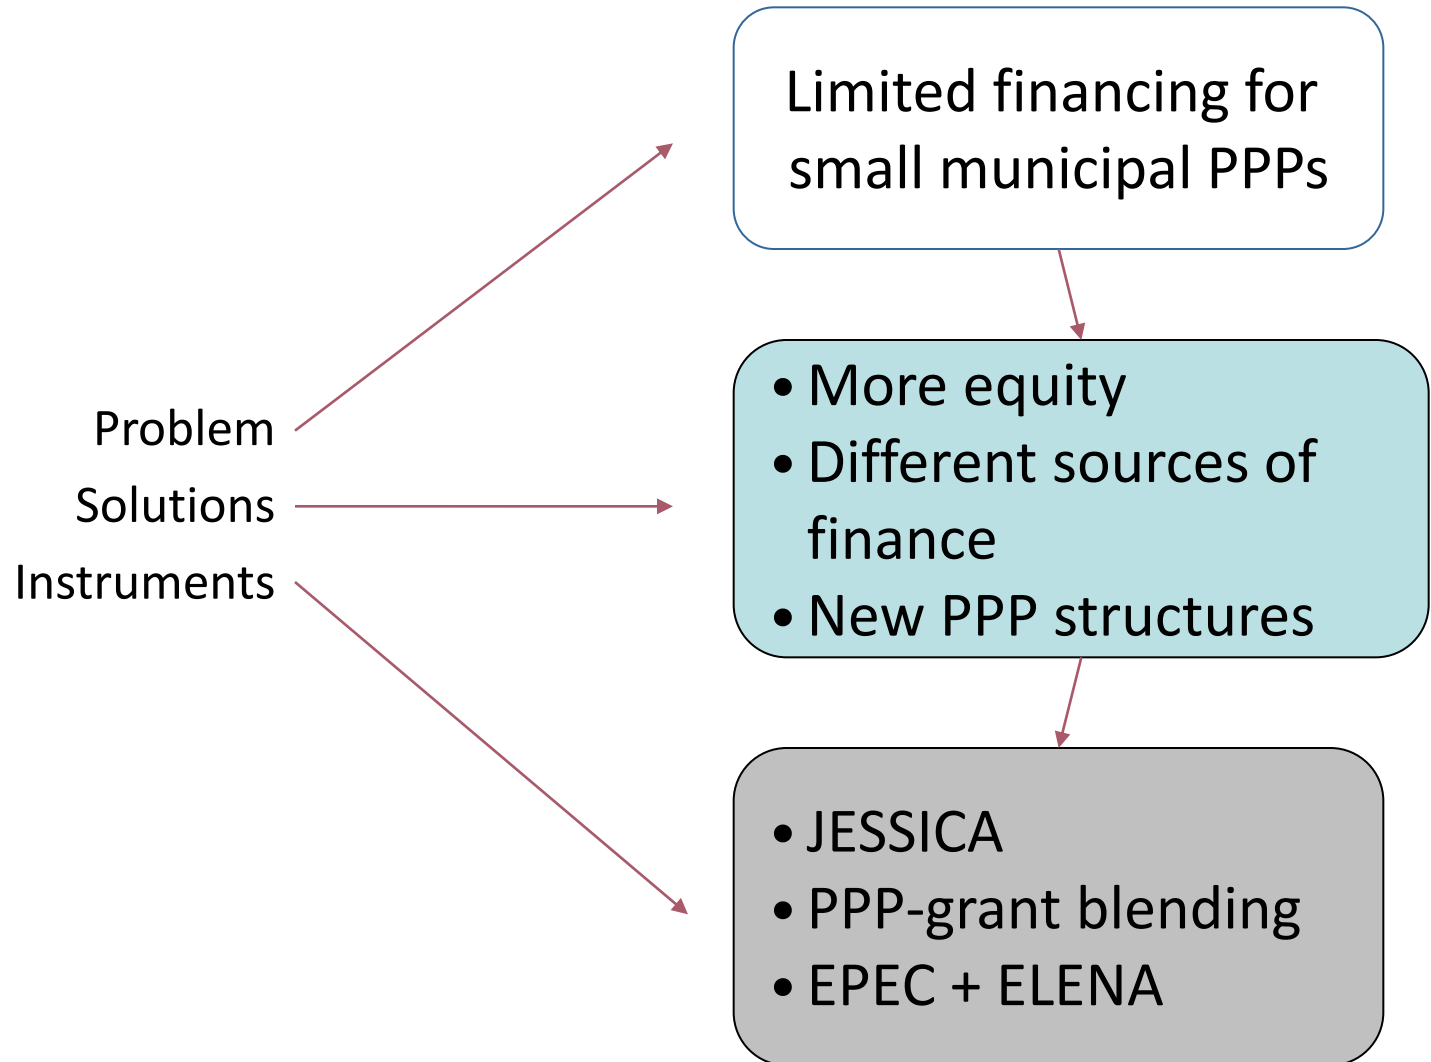 Limited financing for
small municipal PPPs
Problem
Solutions
Instruments
• More equity
• Different sources of
finance
• New PPP structures
• JESSICA
• PPP-grant blending
• EPEC + ELENA